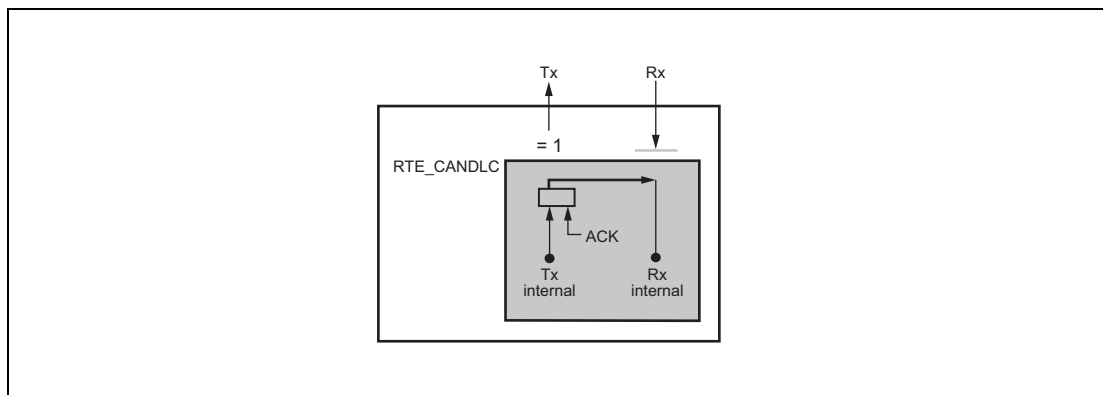 Tx Rx
= 1
RTE_CANDLC
ACK
Tx Rx
internal internal